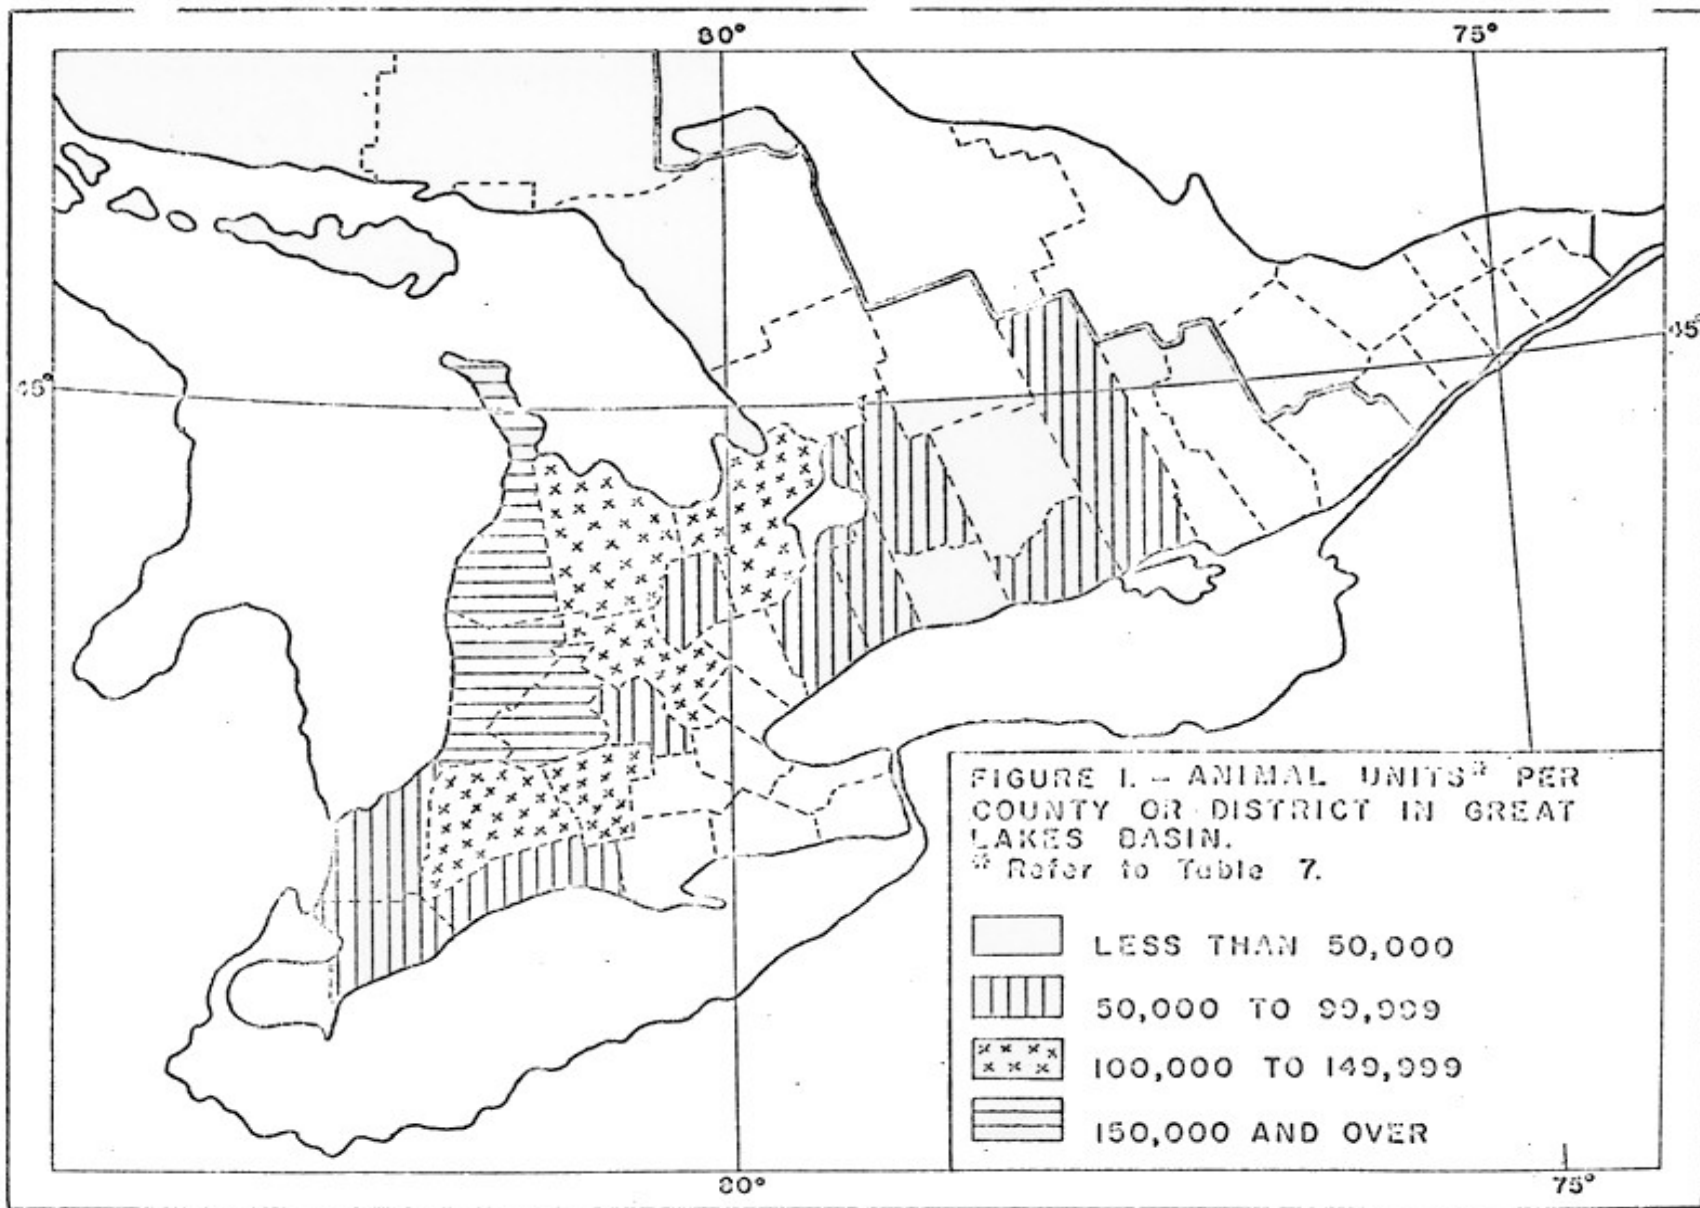 80°
75°
45°
45°
FIGURE 1. – ANIMAL UNITS* PER
COUNTY OR DISTRICT IN GREAT
LAKES BASIN.
* Refer to Table 7.
LESS THAN 50,000
50,000 TO 99,999
100,000 TO 149,999
150,000 AND OVER
80°
75°